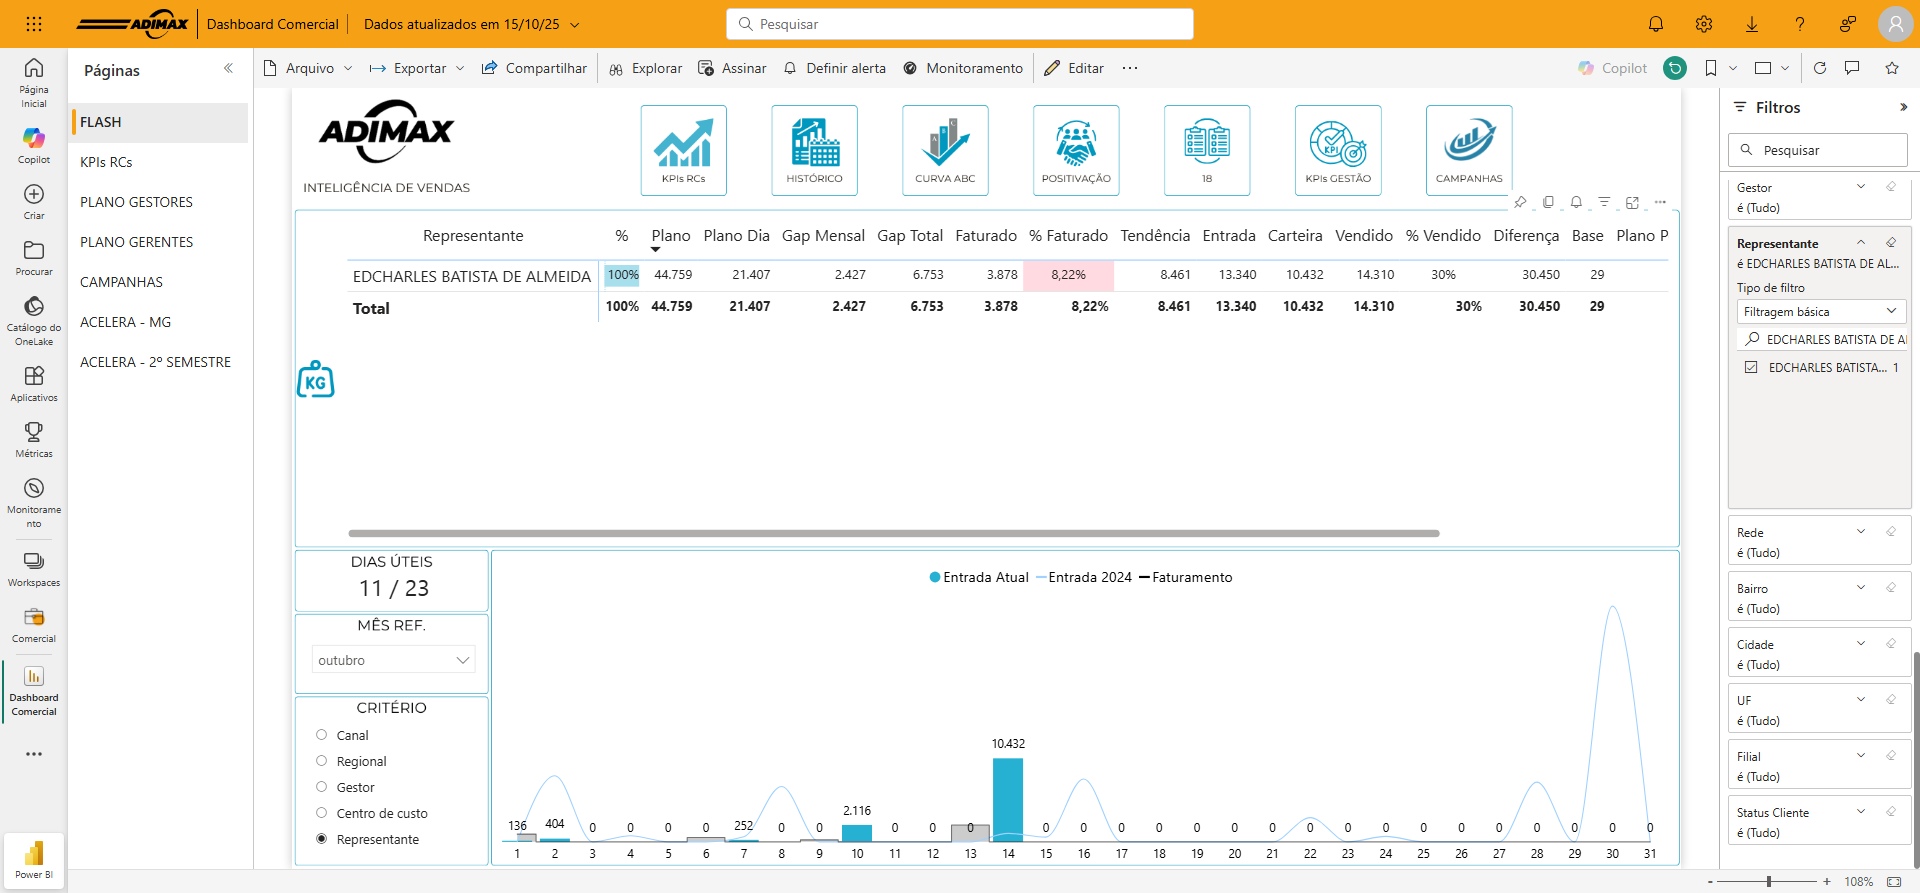 ADIMAX Dashboard Comercial Dados atualizados em 15/10/25 Pesquisar
Página Inicial
Copilot
Criar
Procurar
Catálogo do OneLake
Aplicativos
Métricas
Monitoramento
Workspaces
Comercial
Dashboard Comercial
Power BI
Páginas
FLASH
KPIs RCs
PLANO GESTORES
PLANO GERENTES
CAMPANHAS
ACELERA - MG
ACELERA - 2º SEMESTRE
Arquivo Exportar Compartilhar Explorar Assinar Definir alerta Monitoramento Editar Copilot
ADIMAX
INTELIGÊNCIA DE VENDAS
KPIs RCs HISTÓRICO CURVA ABC POSITIVAÇÃO 18 KPIs GESTÃO CAMPANHAS
Representante % Plano Plano Dia Gap Mensal Gap Total Faturado % Faturado Tendência Entrada Carteira Vendido % Vendido Diferença Base Plano P
EDCHARLES BATISTA DE ALMEIDA 100% 44.759 21.407 2.427 6.753 3.878 8,22% 8.461 13.340 10.432 14.310 30% 30.450 29
Total 100% 44.759 21.407 2.427 6.753 3.878 8,22% 8.461 13.340 10.432 14.310 30% 30.450 29
KG
DIAS ÚTEIS
11 / 23
MÊS REF.
outubro
CRITÉRIO
Canal
Regional
Gestor
Centro de custo
Representante
Entrada Atual Entrada 2024 Faturamento
136 404 0 0 0 0 252 0 0 2.116 0 0 0 10.432 0 0 0 0 0 0 0 0 0 0 0 0 0 0 0 0 0
1 2 3 4 5 6 7 8 9 10 11 12 13 14 15 16 17 18 19 20 21 22 23 24 25 26 27 28 29 30 31
Filtros
Pesquisar
Gestor
é (Tudo)
Representante
é EDCHARLES BATISTA DE AL...
Tipo de filtro
Filtragem básica
EDCHARLES BATISTA DE Al
EDCHARLES BATISTA... 1
Rede
é (Tudo)
Bairro
é (Tudo)
Cidade
é (Tudo)
UF
é (Tudo)
Filial
é (Tudo)
Status Cliente
é (Tudo)
- + 108%